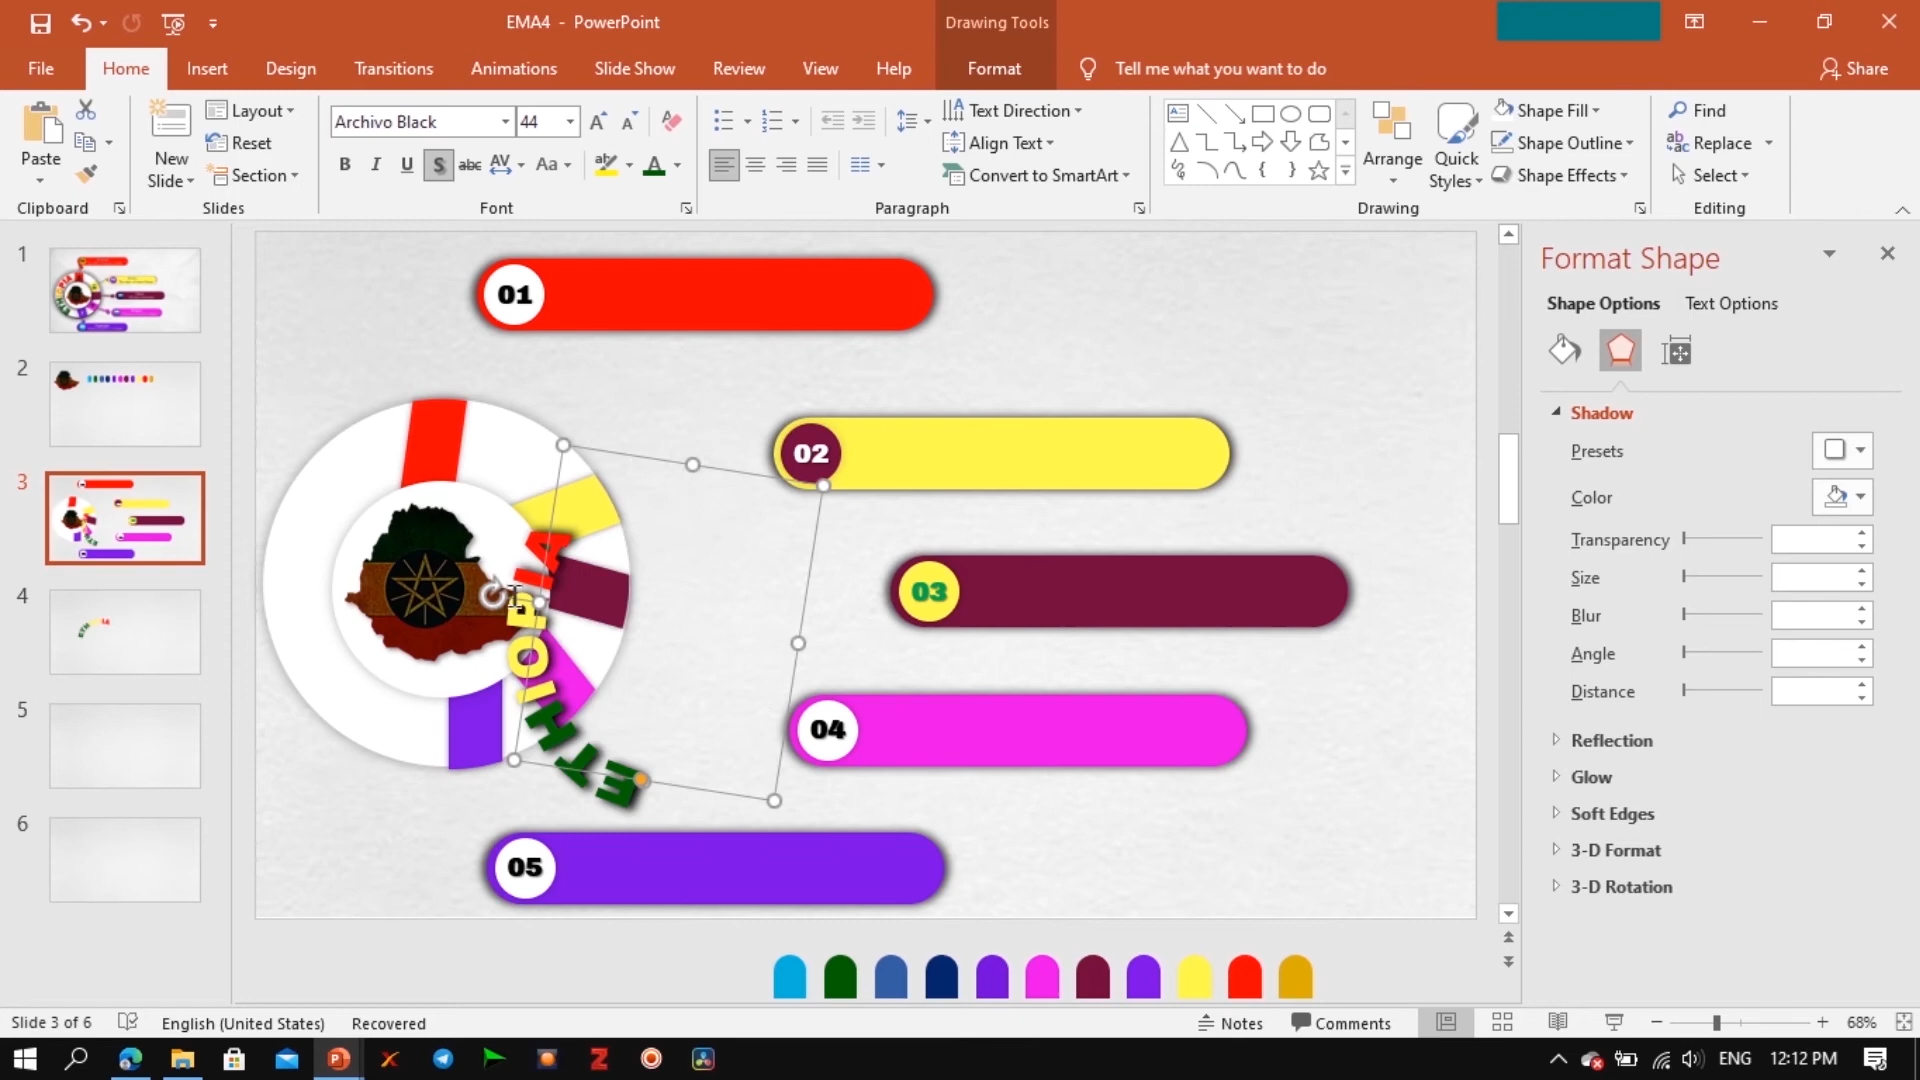 EMA4 - PowerPoint
Drawing Tools
File
Home
Insert
Design
Transitions
Animations
Slide Show
Review
View
Help
Format
Tell me what you want to do
Share
Paste
New
Slide
Layout
Reset
Section
Archivo Black
44
B I U S abc AV Aa A
Text Direction
Align Text
Convert to SmartArt
Arrange
Quick
Styles
Shape Fill
Shape Outline
Shape Effects
Find
Replace
Select
Clipboard
Slides
Font
Paragraph
Drawing
Editing
1
2
3
4
5
6
01
02
03
04
05
ETHIOPIA
Format Shape
Shape Options
Text Options
Shadow
Presets
Color
Transparency
Size
Blur
Angle
Distance
Reflection
Glow
Soft Edges
3-D Format
3-D Rotation
Slide 3 of 6
English (United States)
Recovered
Notes
Comments
68%
ENG
12:12 PM